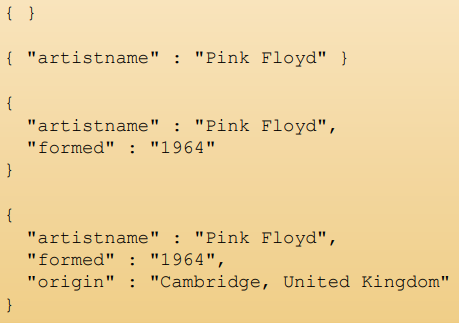 { }
{ "artistname" : "Pink Floyd" }
{
"artistname" : "Pink Floyd",
"formed" : "1964"
}
{
"artistname" : "Pink Floyd",
"formed" : "1964",
"origin" : "Cambridge, United Kingdom"
}